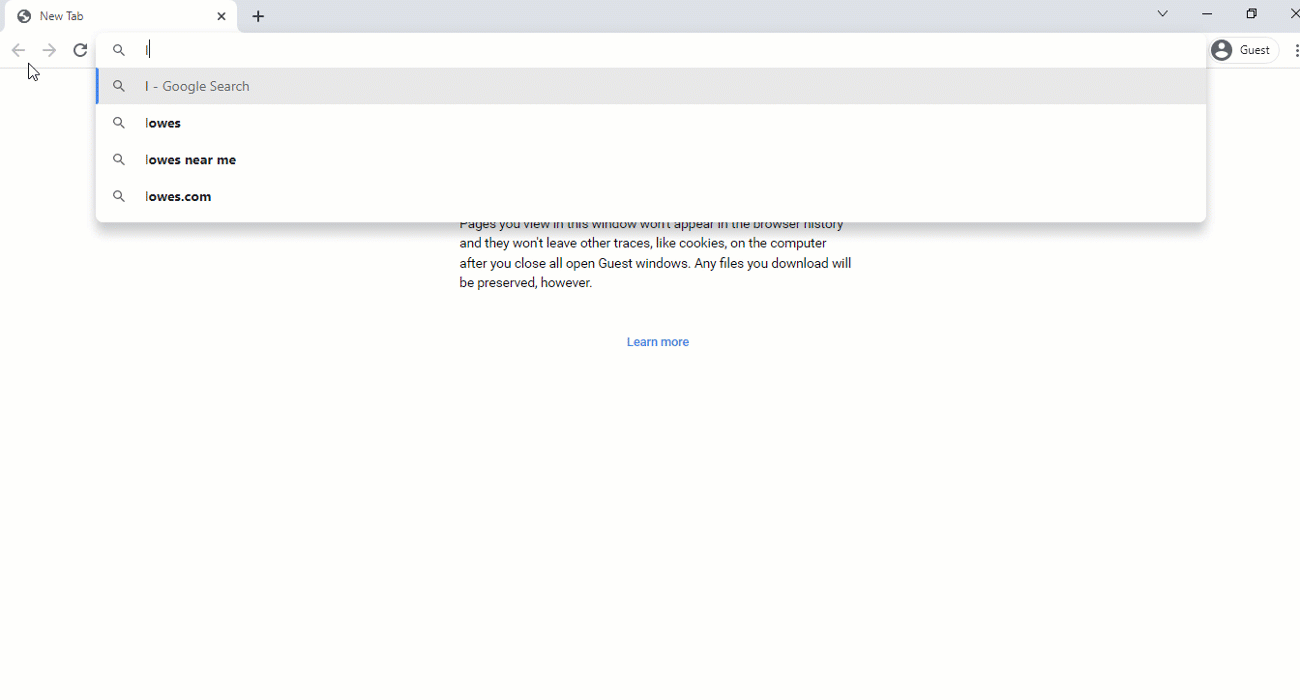 New Tab
l
Guest
l - Google Search
lowes
lowes near me
lowes.com
Pages you view in this window won't appear in the browser history
and they won't leave other traces, like cookies, on the computer
after you close all open Guest windows. Any files you download will
be preserved, however.
Learn more